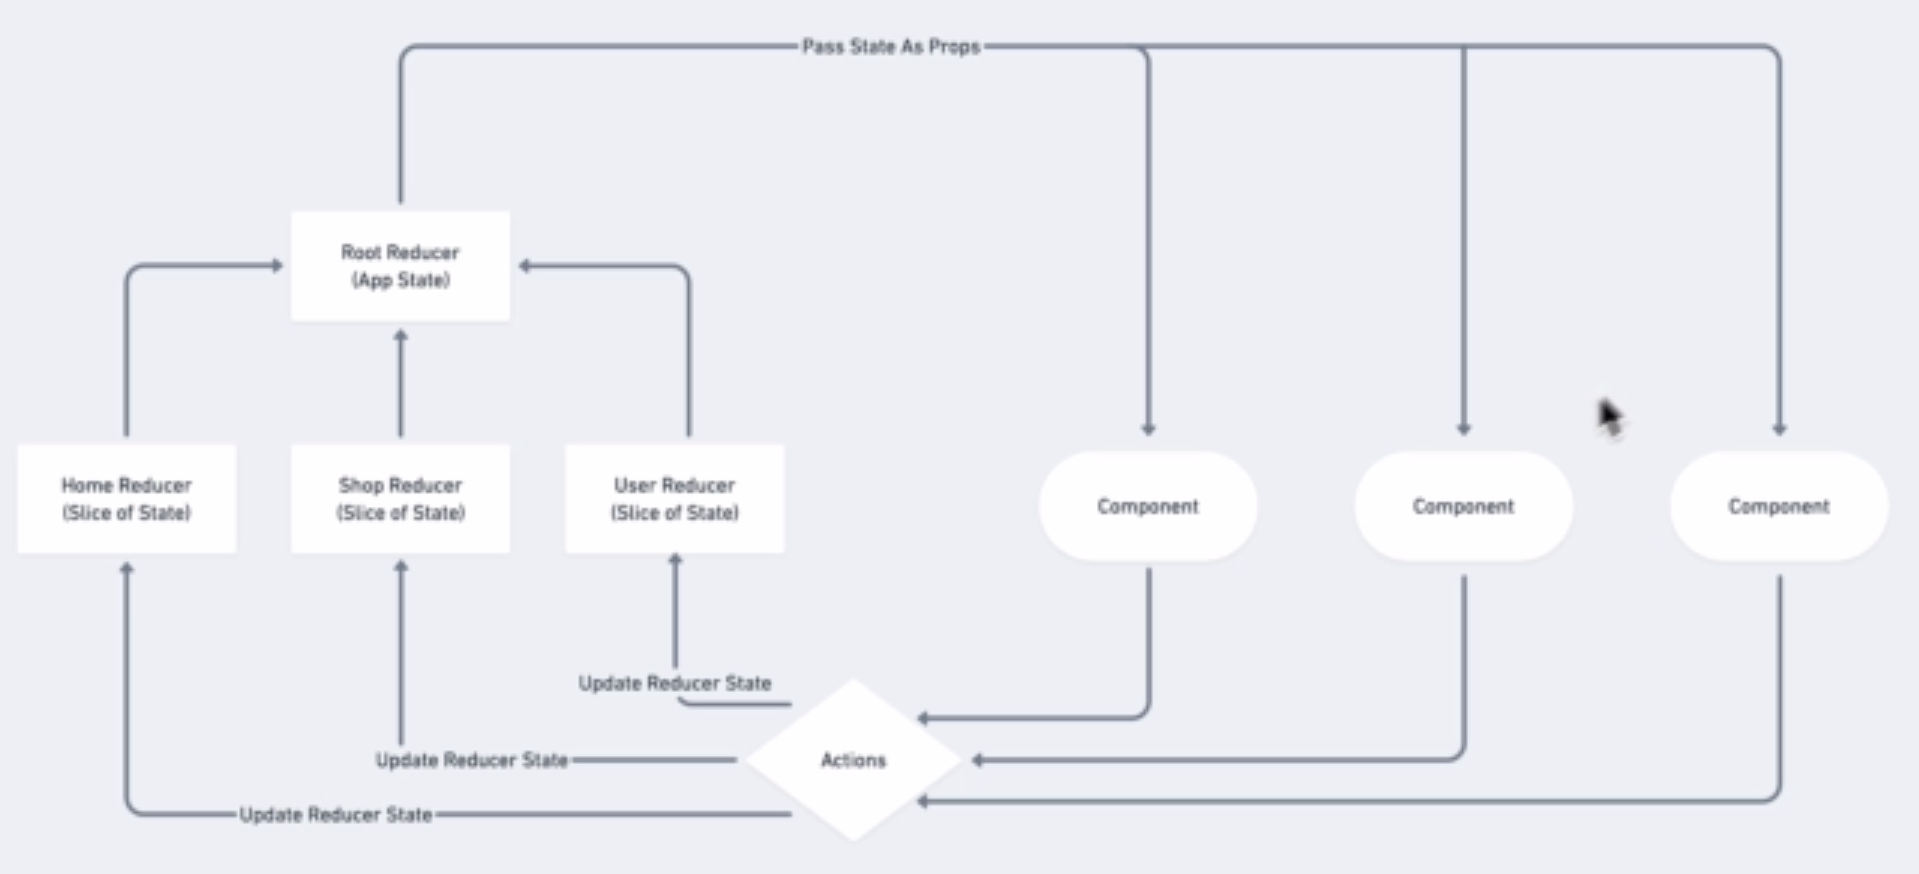 Pass State As Props
Root Reducer
(App State)
Home Reducer
(Slice of State)
Shop Reducer
(Slice of State)
User Reducer
(Slice of State)
Component
Component
Component
Update Reducer State
Update Reducer State
Actions
Update Reducer State